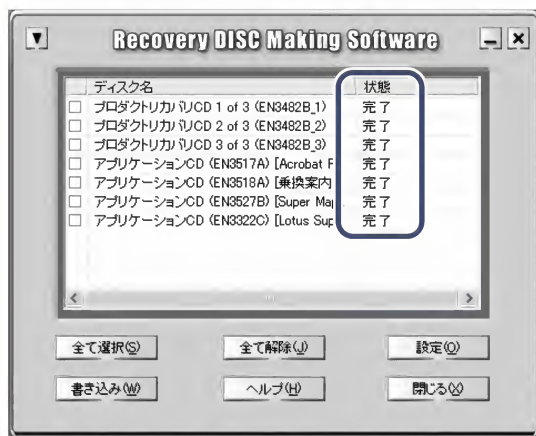 Recovery DISC Making Software
ディスク名 状態
プロダクトリカバリCD 1 of 3 (EN3482B_1) 完了
プロダクトリカバリCD 2 of 3 (EN3482B_2) 完了
プロダクトリカバリCD 3 of 3 (EN3482B_3) 完了
アプリケーションCD (EN3517A) [Acrobat R 完了
アプリケーションCD (EN3518A) [乗換案内 完了
アプリケーションCD (EN3527B) [Super Map 完了
アプリケーションCD (EN3322C) [Lotus Sup 完了
全て選択(S) 全て解除(J) 設定(O)
書き込み(W) ヘルプ(H) 閉じる(X)